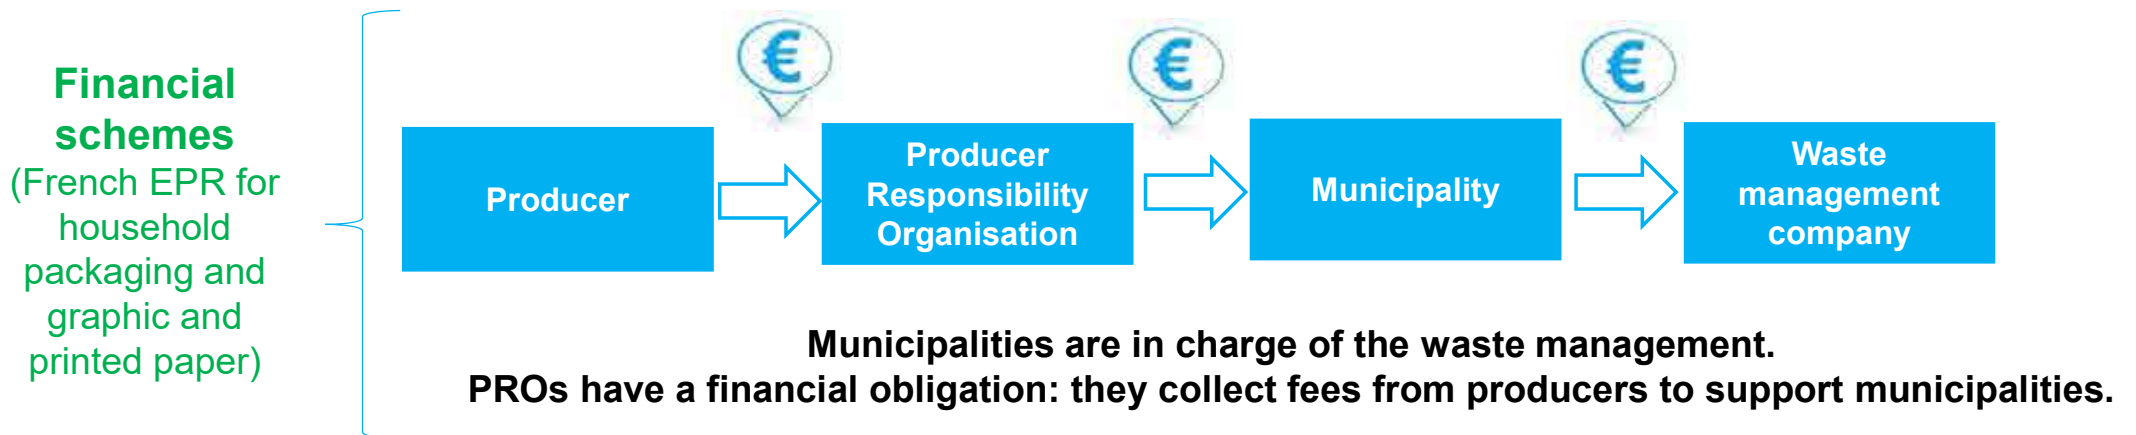 Financial
schemes
(French EPR for
household
packaging and
graphic and
printed paper)
€
€
€
Producer
Producer
Responsibility
Organisation
Municipality
Waste
management
company
Municipalities are in charge of the waste management.
PROs have a financial obligation: they collect fees from producers to support municipalities.